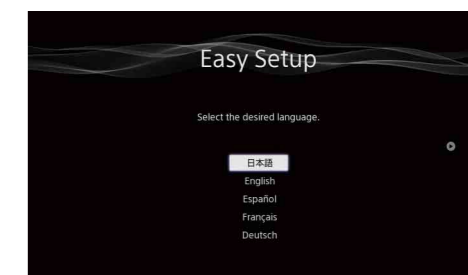 Easy Setup
Select the desired language.
日本語
English
Español
Français
Deutsch